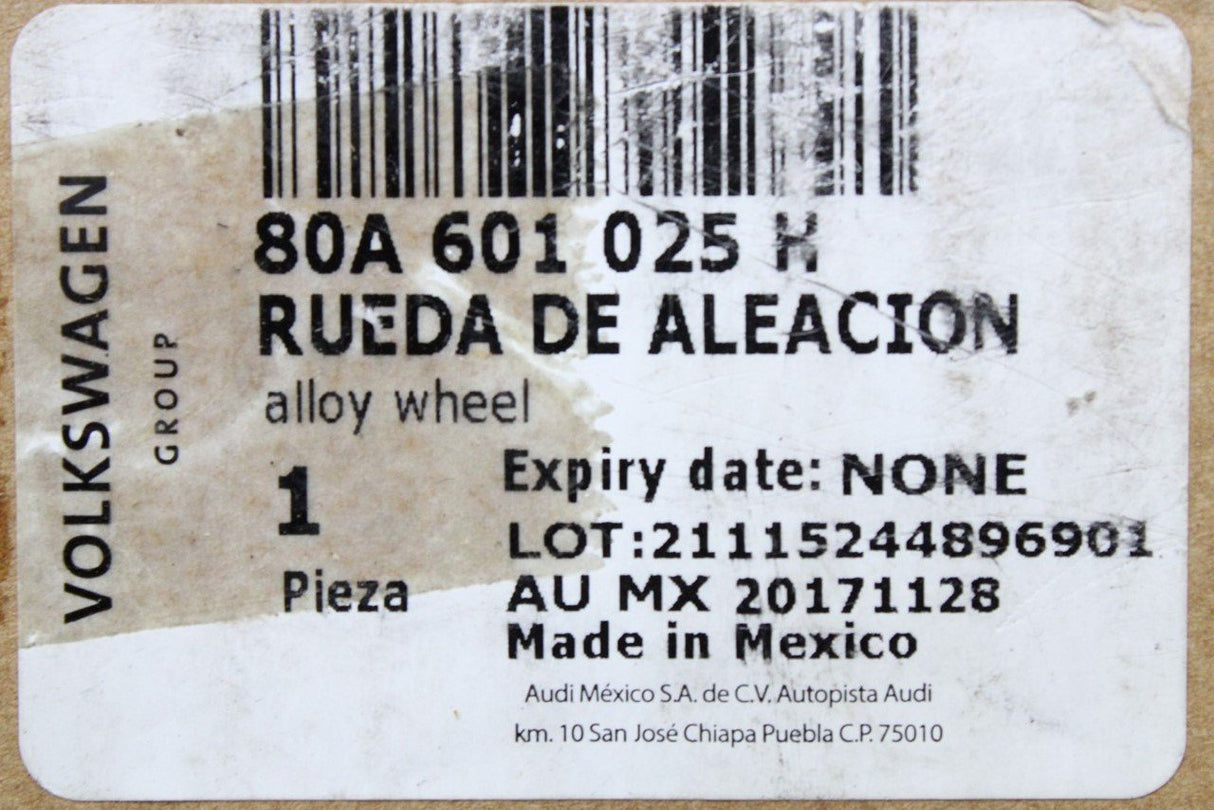 VOLKSWAGEN
GROUP
80A 601 025 H
RUEDA DE ALEACION
alloy wheel
1
Pieza
Expiry date: NONE
LOT:21115244896901
AU MX 20171128
Made in Mexico
Audi México S.A. de C.V. Autopista Audi
km. 10 San José Chiapa Puebla C.P. 75010